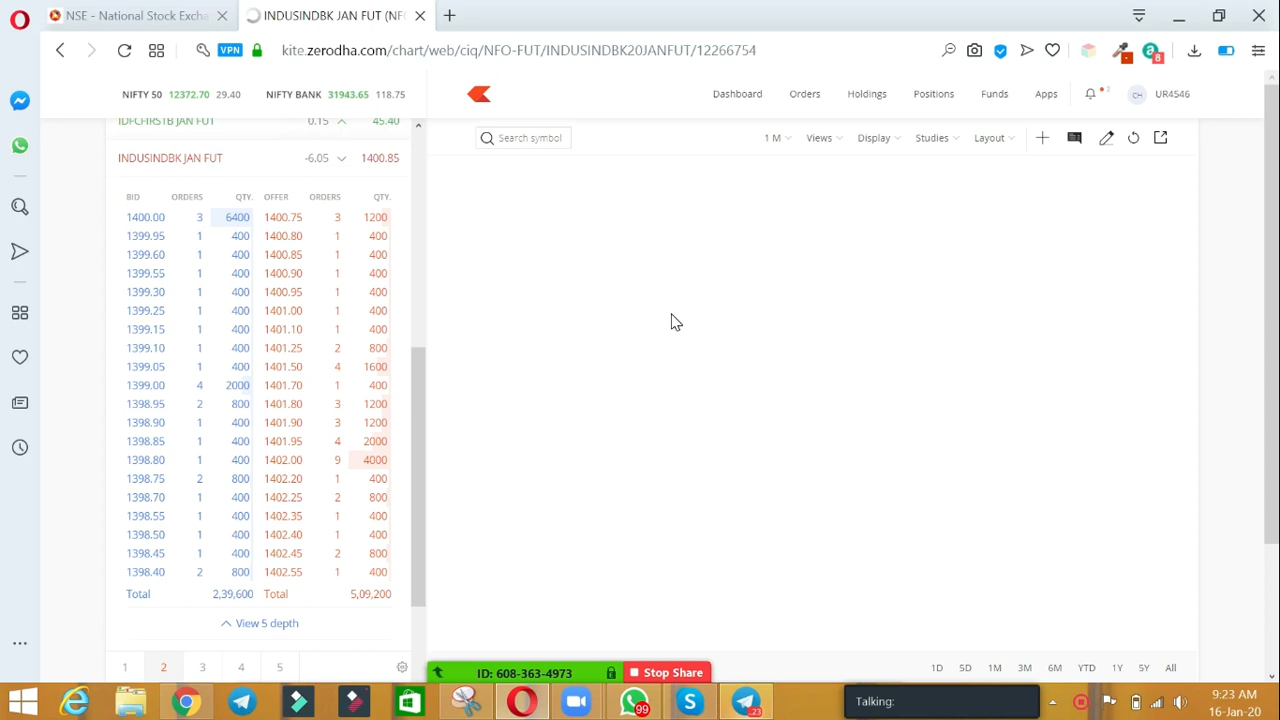 NSE - National Stock Excha
INDUSINDBK JAN FUT (NFO
VPN
kite.zerodha.com/chart/web/ciq/NFO-FUT/INDUSINDBK20JANFUT/12266754
8
NIFTY 50 12372.70 29.40 NIFTY BANK 31943.65 118.75
Dashboard Orders Holdings Positions Funds Apps 2 CH UR4546
IDFCFIRSTB JAN FUT 0.15 45.40
Search symbol 1 M Views Display Studies Layout
INDUSINDBK JAN FUT -6.05 1400.85
BID ORDERS QTY. OFFER ORDERS QTY.
1400.00 3 6400 1400.75 3 1200
1399.95 1 400 1400.80 1 400
1399.60 1 400 1400.85 1 400
1399.55 1 400 1400.90 1 400
1399.30 1 400 1400.95 1 400
1399.25 1 400 1401.00 1 400
1399.15 1 400 1401.10 1 400
1399.10 1 400 1401.25 2 800
1399.05 1 400 1401.50 4 1600
1399.00 4 2000 1401.70 1 400
1398.95 2 800 1401.80 3 1200
1398.90 1 400 1401.90 3 1200
1398.85 1 400 1401.95 4 2000
1398.80 1 400 1402.00 9 4000
1398.75 2 800 1402.20 1 400
1398.70 1 400 1402.25 2 800
1398.55 1 400 1402.35 1 400
1398.50 1 400 1402.40 1 400
1398.45 1 400 1402.45 2 800
1398.40 2 800 1402.55 1 400
Total 2,39,600 Total 5,09,200
View 5 depth
1 2 3 4 5
1D 5D 1M 3M 6M YTD 1Y 5Y All
ID: 608-363-4973 Stop Share
99
23
Talking:
9:23 AM
16-Jan-20